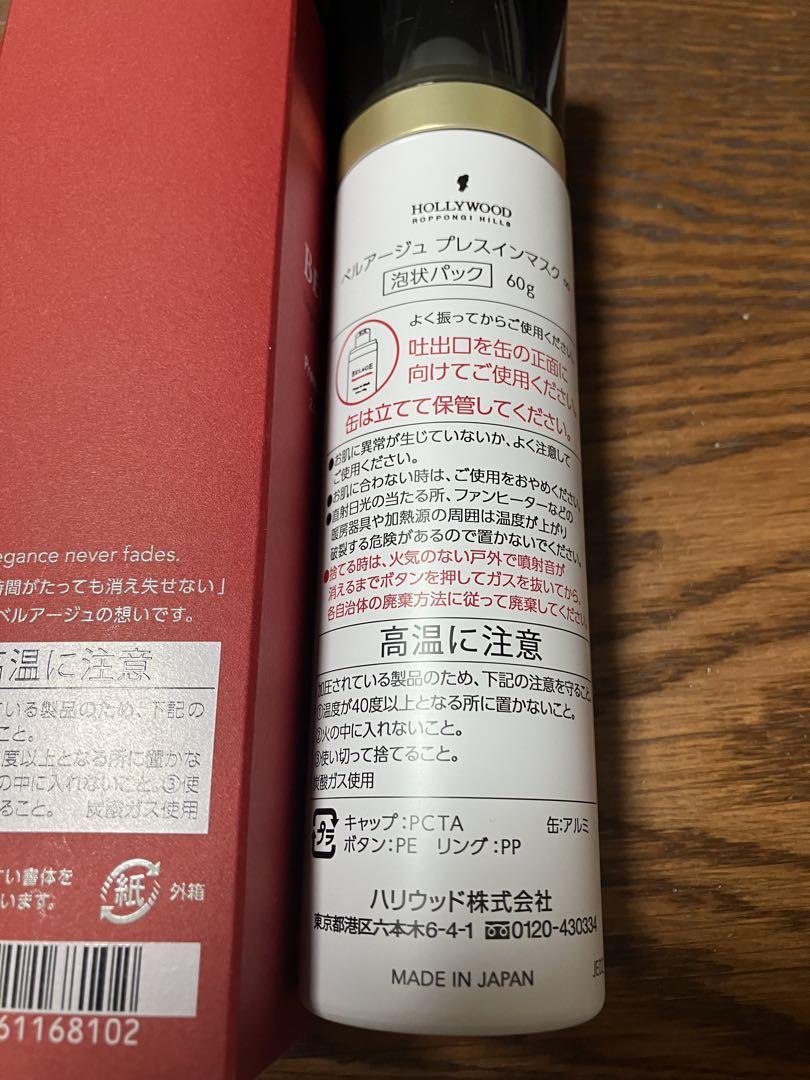 HOLLYWOOD
ROPPONGI HILLS
ベルアージュ プレスインマスク
泡状パック 60g
よく振ってからご使用ください。
BELAGE
吐出口を缶の正面に
向けてご使用ください。
缶は立てて保管してください。
●お肌に異常が生じていないか、よく注意して
ご使用ください。
●お肌に合わない時は、ご使用をおやめください。
●直射日光の当たる所、ファンヒーターなどの
暖房器具や加熱源の周囲は温度が上がり
破裂する危険があるので置かないでください。
●捨てる時は、火気のない戸外で噴射音が
消えるまでボタンを押してガスを抜いてから、
各自治体の廃棄方法に従って廃棄してください。
高温に注意
加圧されている製品のため、下記の注意を守ること。
①温度が40度以上となる所に置かないこと。
②火の中に入れないこと。
③使い切って捨てること。
炭酸ガス使用
プラ
キャップ:PCTA 缶:アルミ
ボタン:PE リング:PP
ハリウッド株式会社
東京都港区六本木6-4-1 0120-430334
MADE IN JAPAN
BE
egance never fades.
時間がたっても消え失せない」
ベルアージュの想いです。
高温に注意
ている製品のため、下記の
こと。
度以上となる所に置かな
の中に入れないこと。③使
ること。 炭酸ガス使用
すい書体を
います。
紙 外箱
61168102